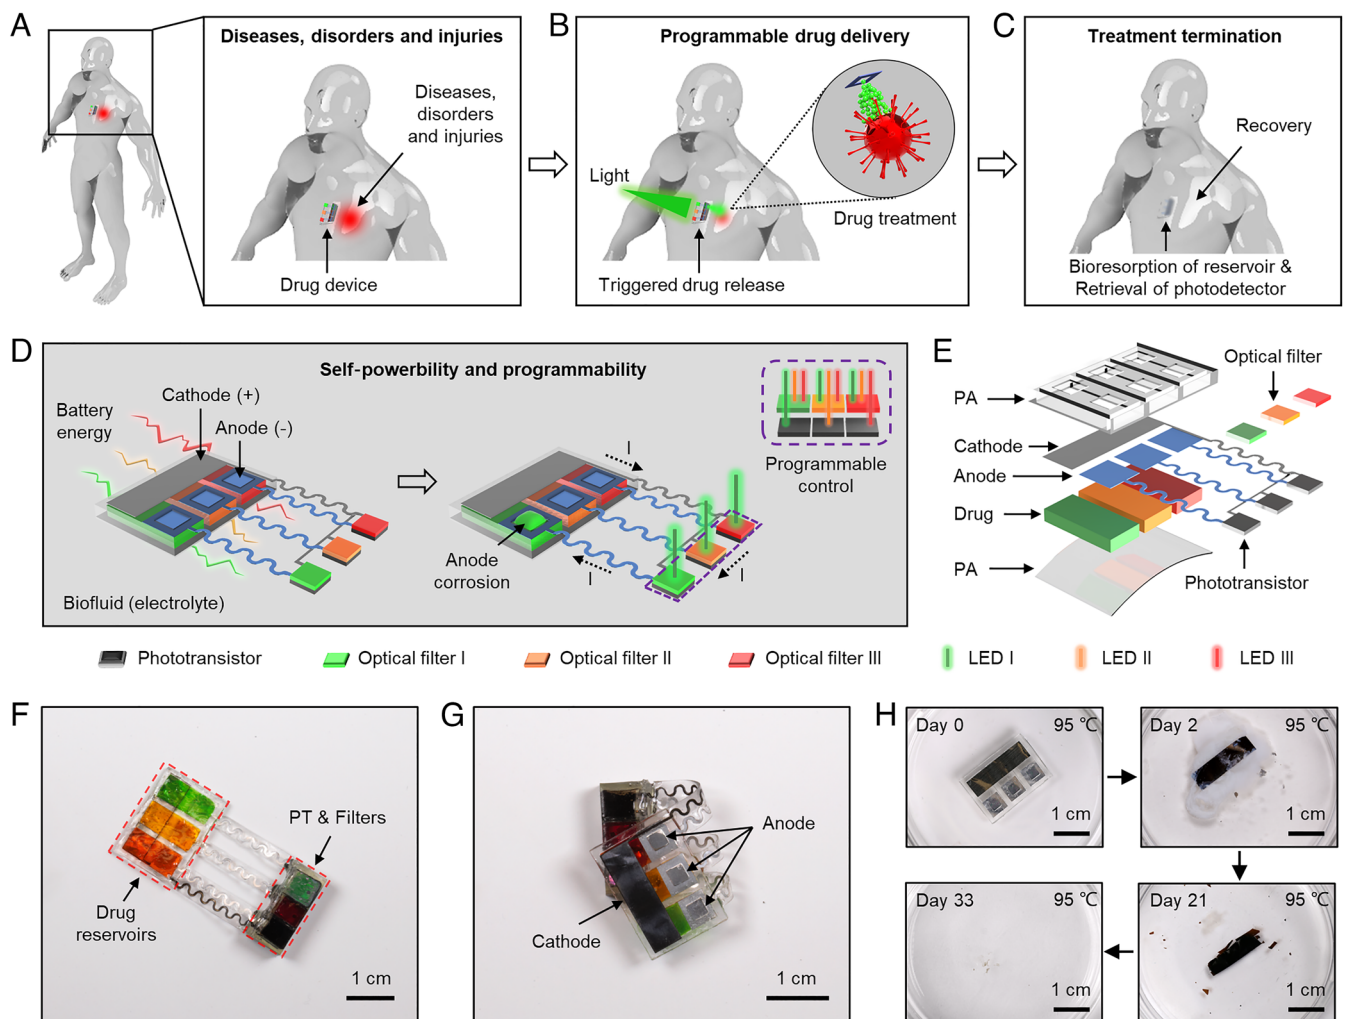 A
Diseases, disorders and injuries
Diseases,
disorders
and injuries
Drug device
B
Programmable drug delivery
Light
Drug treatment
Triggered drug release
C
Treatment termination
Recovery
Bioresorption of reservoir &
Retrieval of photodetector
D
Self-powerbility and programmability
Battery
energy
Cathode (+)
Anode (-)
Biofluid (electrolyte)
I
Anode
corrosion
I
I
Programmable
control
E
Optical filter
PA
Cathode
Anode
Drug
PA
Phototransistor
Phototransistor
Optical filter I
Optical filter II
Optical filter III
LED I
LED II
LED III
F
PT & Filters
Drug
reservoirs
1 cm
G
Anode
Cathode
1 cm
H
Day 0
95 ℃
1 cm
Day 2
95 ℃
1 cm
Day 33
95 ℃
1 cm
Day 21
95 ℃
1 cm